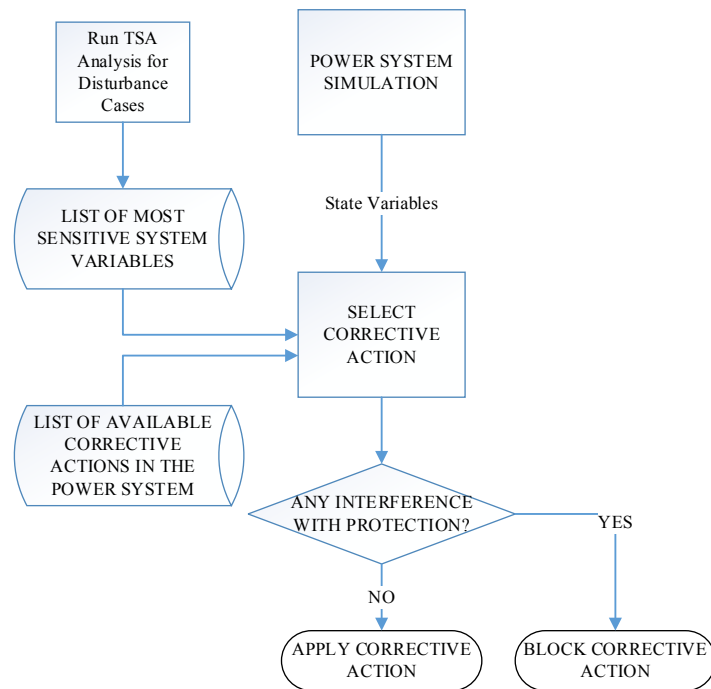 Run TSA
Analysis for
Disturbance
Cases
POWER SYSTEM
SIMULATION
State Variables
LIST OF MOST
SENSITIVE SYSTEM
VARIABLES
SELECT
CORRECTIVE
ACTION
LIST OF AVAILABLE
CORRECTIVE
ACTIONS IN THE
POWER SYSTEM
ANY INTERFERENCE
WITH PROTECTION?
YES
NO
APPLY CORRECTIVE
ACTION
BLOCK CORRECTIVE
ACTION